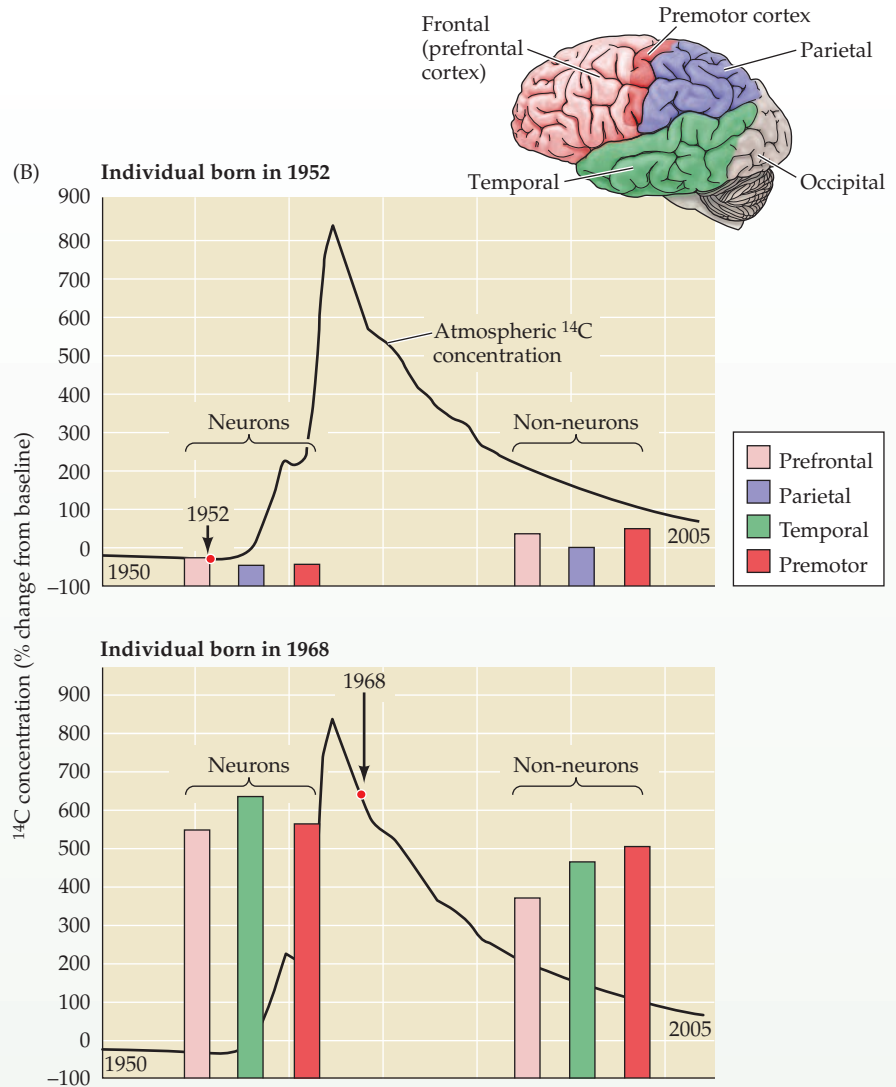 Frontal
(prefrontal
cortex)
Premotor cortex
Parietal
Temporal
Occipital
(B)
Individual born in 1952
¹⁴C concentration (% change from baseline)
900
800
700
600
500
400
300
200
100
0
–100
Atmospheric ¹⁴C
concentration
Neurons
Non-neurons
1952
1950
2005
Prefrontal
Parietal
Temporal
Premotor
Individual born in 1968
900
800
700
600
500
400
300
200
100
0
–100
1968
Neurons
Non-neurons
1950
2005